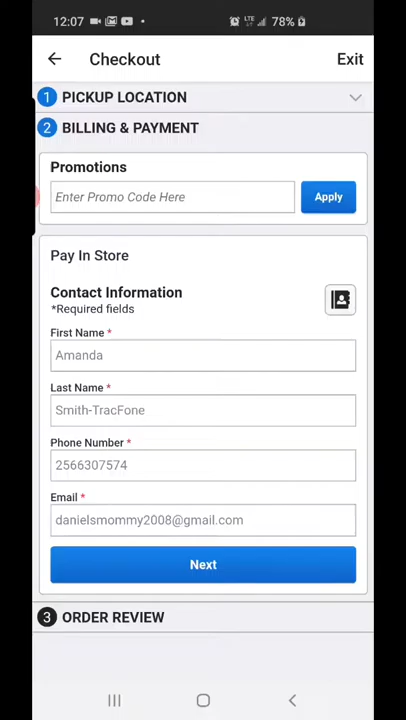 12:07 78%
Checkout Exit
1 PICKUP LOCATION
2 BILLING & PAYMENT
Promotions
Enter Promo Code Here Apply
Pay In Store
Contact Information
*Required fields
First Name *
Amanda
Last Name *
Smith-TracFone
Phone Number *
2566307574
Email *
danielsmommy2008@gmail.com
Next
3 ORDER REVIEW